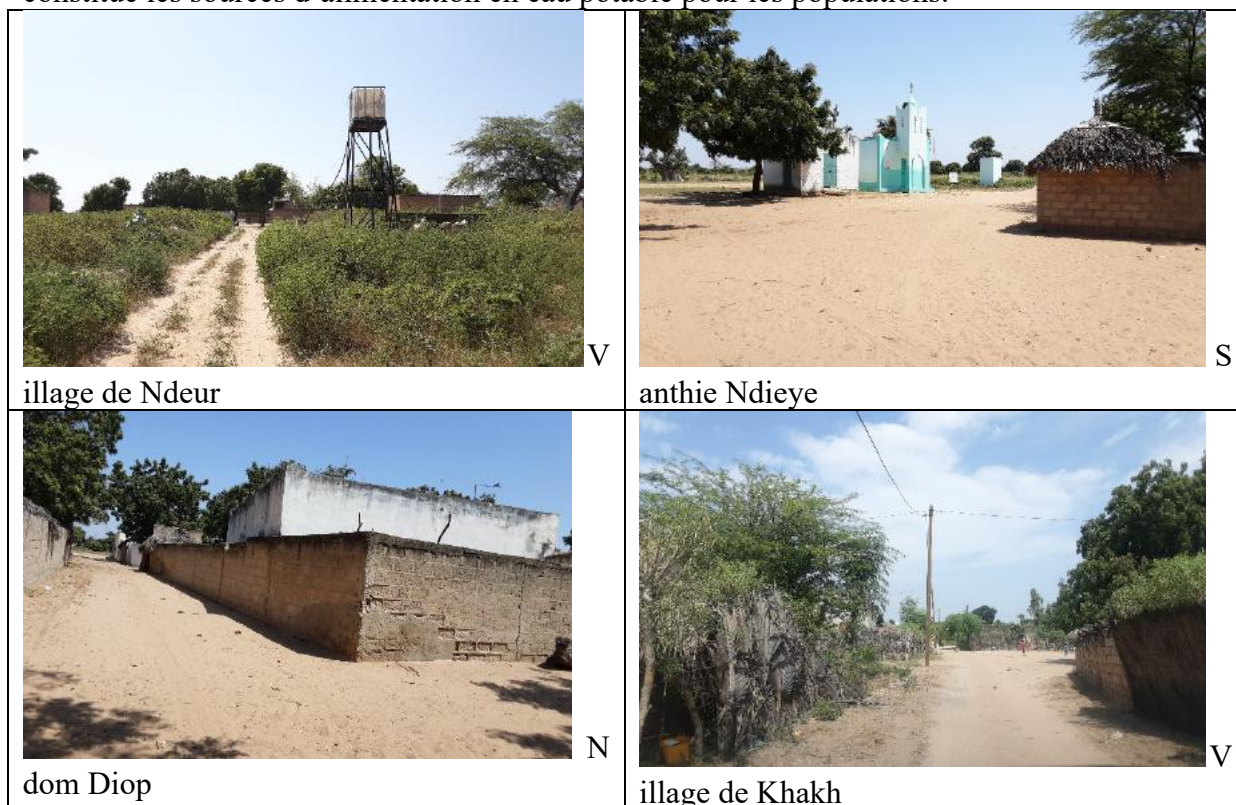 constitue les sources d'alimentation en eau potable pour les populations.
V
illage de Ndeur
S
anthie Ndieye
N
dom Diop
V
illage de Khakh